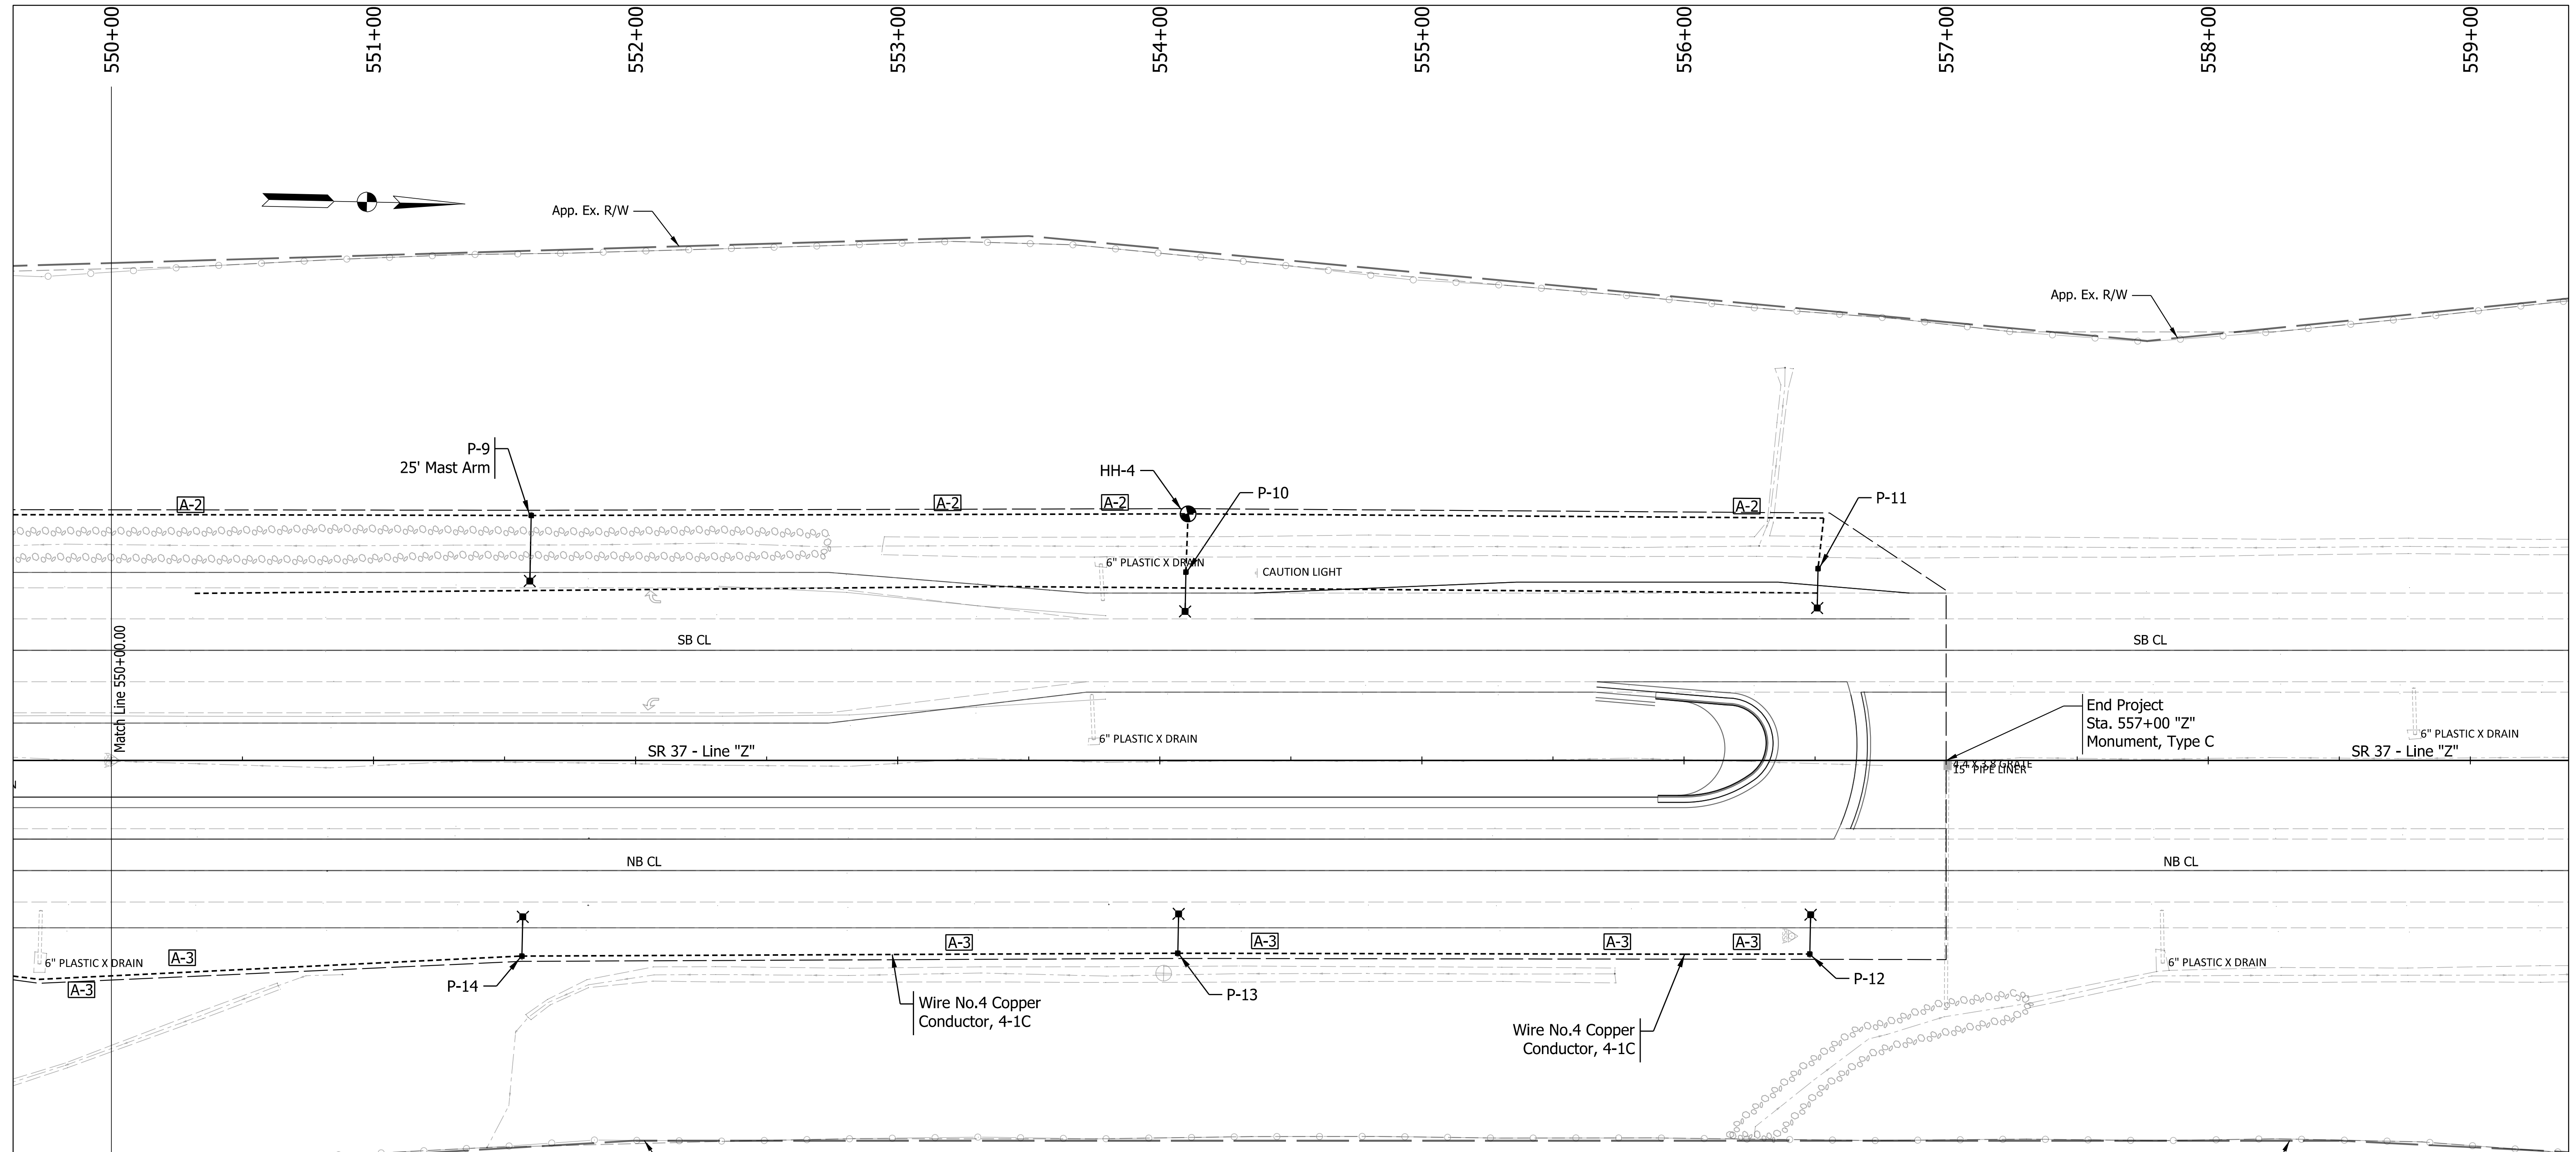 550+00
551+00
552+00
553+00
554+00
555+00
556+00
557+00
558+00
559+00
App. Ex. R/W
App. Ex. R/W
P-9
25' Mast Arm
HH-4
P-10
P-11
A-2
A-2
A-2
A-2
6" PLASTIC X DRAIN
CAUTION LIGHT
Match Line 550+00.00
SB CL
SB CL
6" PLASTIC X DRAIN
End Project
Sta. 557+00 "Z"
Monument, Type C
6" PLASTIC X DRAIN
SR 37 - Line "Z"
SR 37 - Line "Z"
4.4 X 3.8 GRATE
15" PIPE LINER
NB CL
NB CL
6" PLASTIC X DRAIN
A-3
A-3
A-3
A-3
A-3
A-3
P-14
P-13
P-12
6" PLASTIC X DRAIN
Wire No.4 Copper
Conductor, 4-1C
Wire No.4 Copper
Conductor, 4-1C